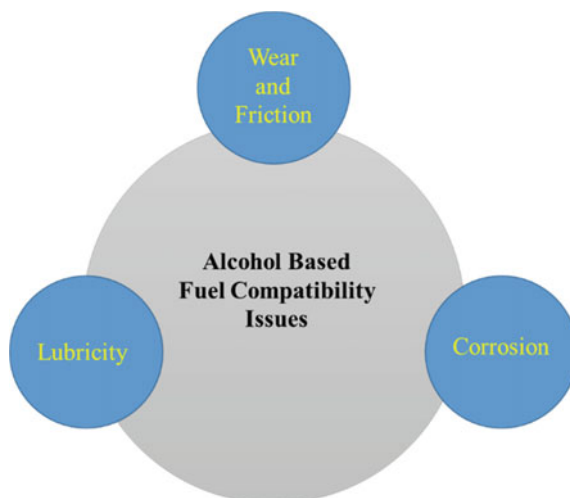 Wear
and
Friction
Alcohol Based
Fuel Compatibility
Issues
Lubricity
Corrosion